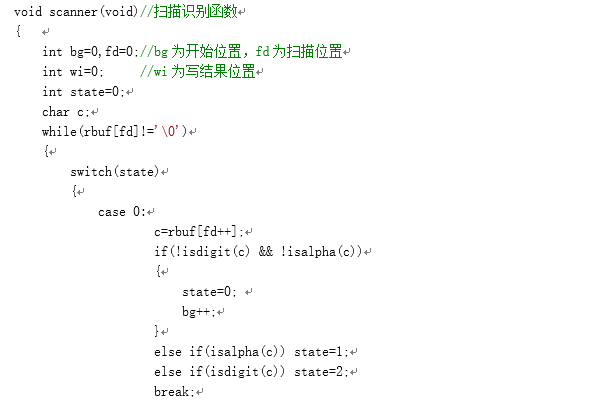 void scanner(void)//扫描识别函数
{
int bg=0,fd=0;//bg为开始位置，fd为扫描位置
int wi=0; //wi为写结果位置
int state=0;
char c;
while(rbuf[fd]!='\0')
{
switch(state)
{
case 0:
c=rbuf[fd++];
if(!isdigit(c) && !isalpha(c))
{
state=0;
bg++;
}
else if(isalpha(c)) state=1;
else if(isdigit(c)) state=2;
break;